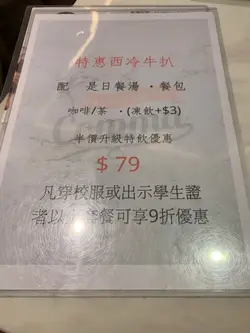 特惠西冷牛扒
配 是日餐湯・餐包
咖啡/茶 ・(凍飲+$3)
半價升級特飲優惠
$79
凡穿校服或出示學生證
者以上套餐可享9折優惠